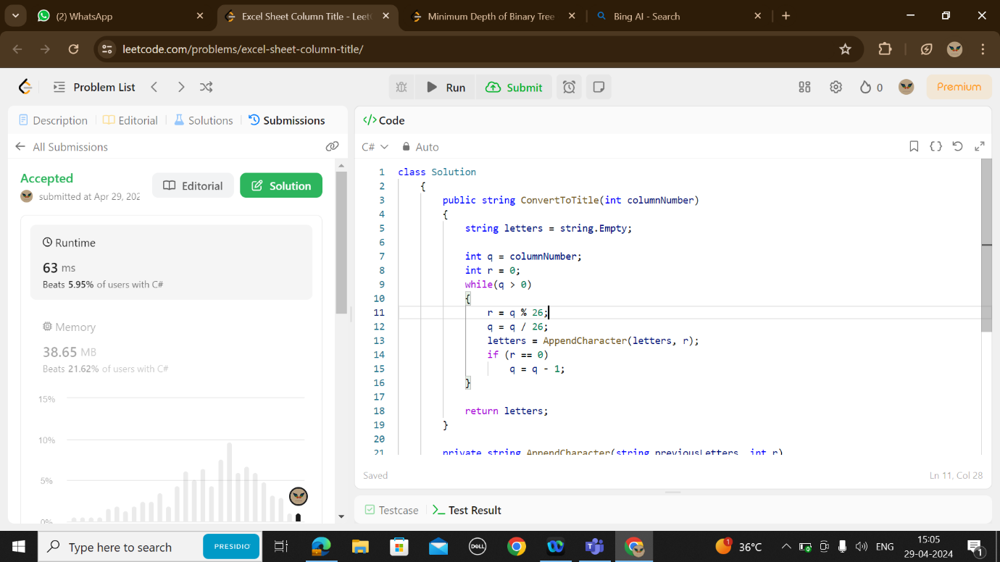 (2) WhatsApp
Excel Sheet Column Title - Leet
Minimum Depth of Binary Tree
Bing AI - Search
leetcode.com/problems/excel-sheet-column-title/
Problem List
Run
Submit
0
Premium
Description
Editorial
Solutions
Submissions
All Submissions
Accepted
submitted at Apr 29, 202
Editorial
Solution
Runtime
63 ms
Beats 5.95% of users with C#
Memory
38.65 MB
Beats 21.62% of users with C#
15%
10%
5%
0%
</> Code
C#
Auto
1 class Solution
2 {
3 public string ConvertToTitle(int columnNumber)
4 {
5 string letters = string.Empty;
6
7 int q = columnNumber;
8 int r = 0;
9 while(q > 0)
10 {
11 r = q % 26;
12 q = q / 26;
13 letters = AppendCharacter(letters, r);
14 if (r == 0)
15 q = q - 1;
16 }
17
18 return letters;
19 }
20
21 private string AppendCharacter(string previousLetters, int r)
Saved
Ln 11, Col 28
Testcase
Test Result
Type here to search
PRESIDIO
DELL
1
36°C
ENG
15:05
29-04-2024
1